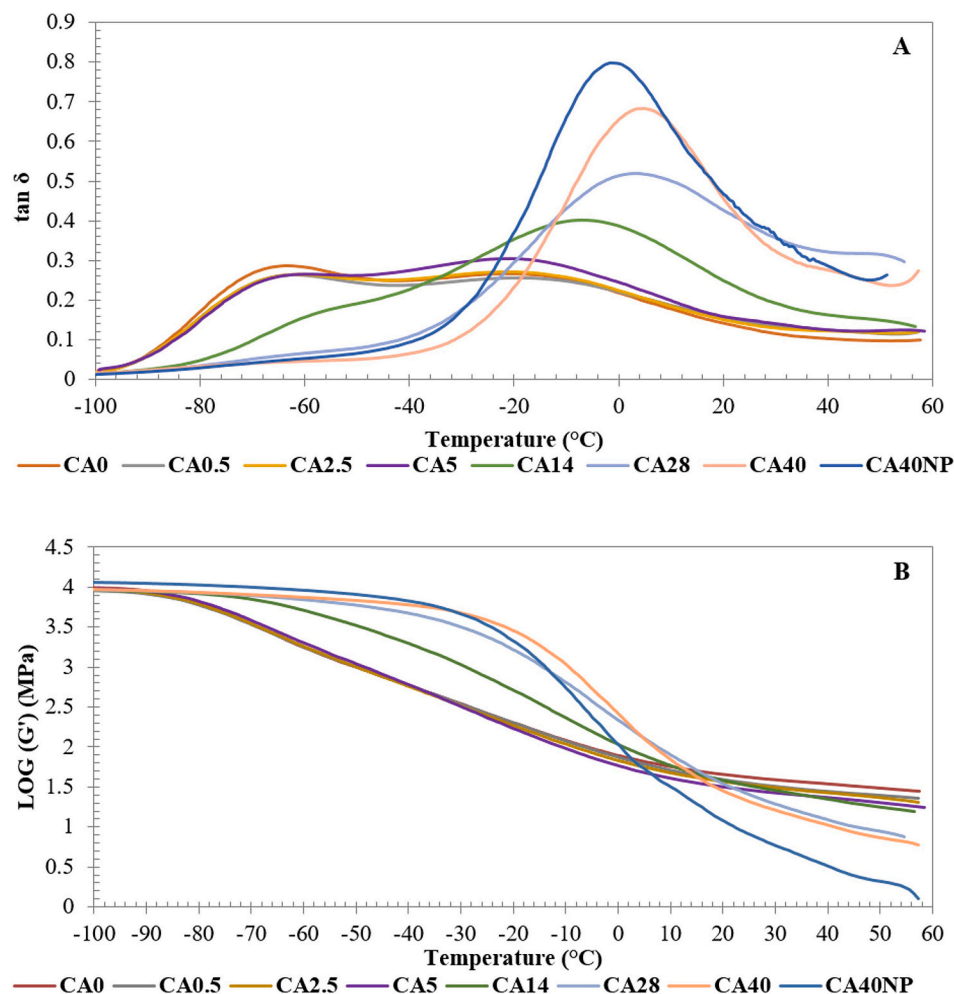 0.9
A
0.8
0.7
0.6
tan δ
0.5
0.4
0.3
0.2
0.1
0
-100 -80 -60 -40 -20 0 20 40 60
Temperature (°C)
CA0 CA0.5 CA2.5 CA5 CA14 CA28 CA40 CA40NP
4.5
B
4
3.5
3
LOG (G') (MPa)
2.5
2
1.5
1
0.5
0
-100 -90 -80 -70 -60 -50 -40 -30 -20 -10 0 10 20 30 40 50 60
Temperature (°C)
CA0 CA0.5 CA2.5 CA5 CA14 CA28 CA40 CA40NP